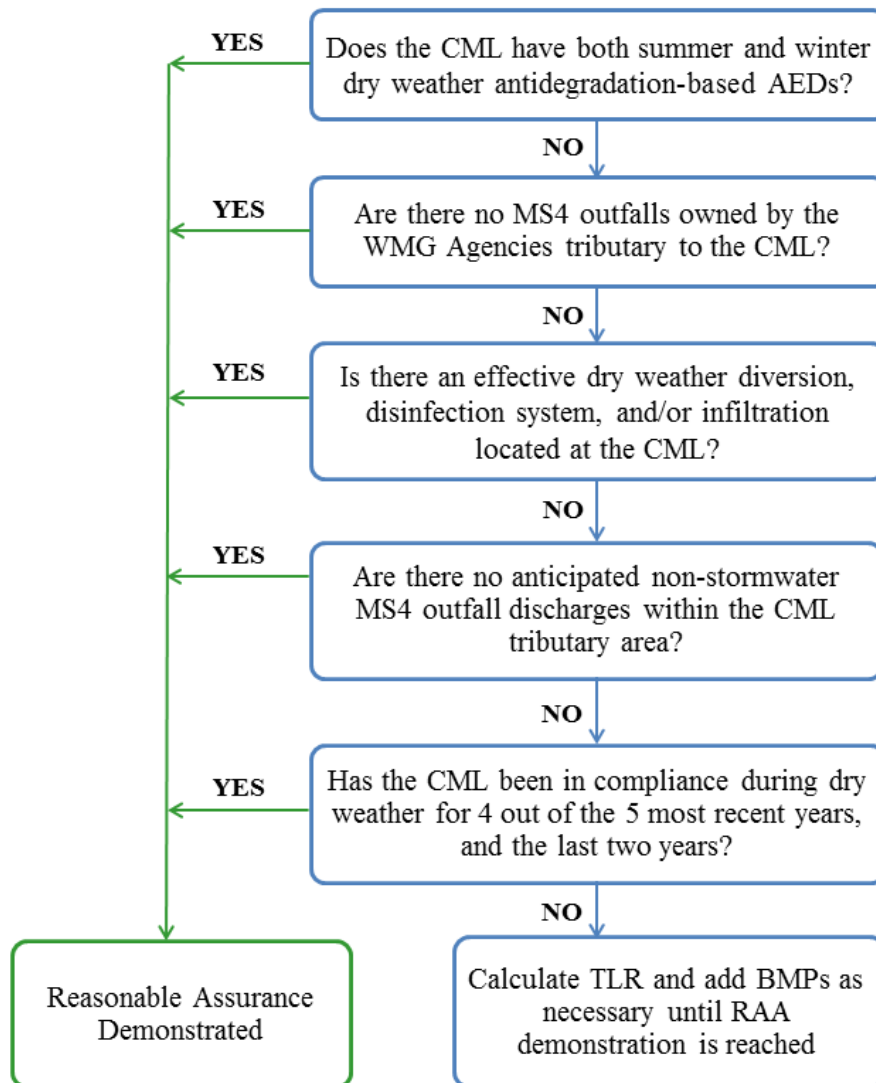 YES
Does the CML have both summer and winter
dry weather antidegradation-based AEDs?
NO
YES
Are there no MS4 outfalls owned by the
WMG Agencies tributary to the CML?
NO
YES
Is there an effective dry weather diversion,
disinfection system, and/or infiltration
located at the CML?
NO
YES
Are there no anticipated non-stormwater
MS4 outfall discharges within the CML
tributary area?
NO
YES
Has the CML been in compliance during dry
weather for 4 out of the 5 most recent years,
and the last two years?
NO
Reasonable Assurance
Demonstrated
Calculate TLR and add BMPs as
necessary until RAA
demonstration is reached